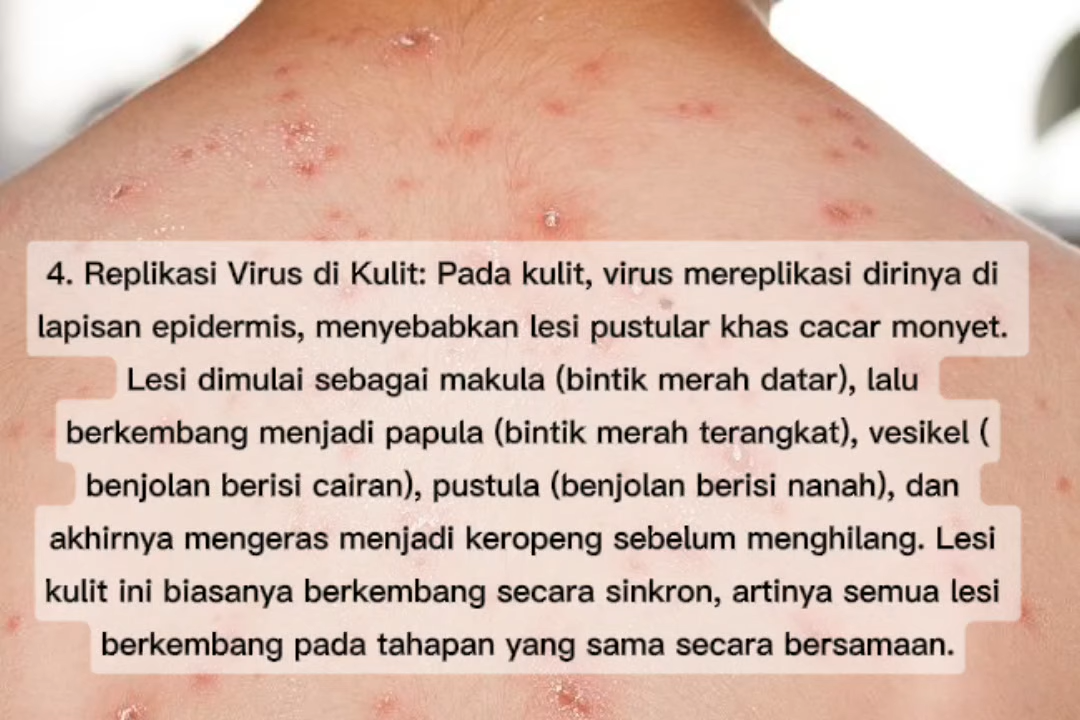 4. Replikasi Virus di Kulit: Pada kulit, virus mereplikasi dirinya di
lapisan epidermis, menyebabkan lesi pustular khas cacar monyet.
Lesi dimulai sebagai makula (bintik merah datar), lalu
berkembang menjadi papula (bintik merah terangkat), vesikel (
benjolan berisi cairan), pustula (benjolan berisi nanah), dan
akhirnya mengeras menjadi keropeng sebelum menghilang. Lesi
kulit ini biasanya berkembang secara sinkron, artinya semua lesi
berkembang pada tahapan yang sama secara bersamaan.